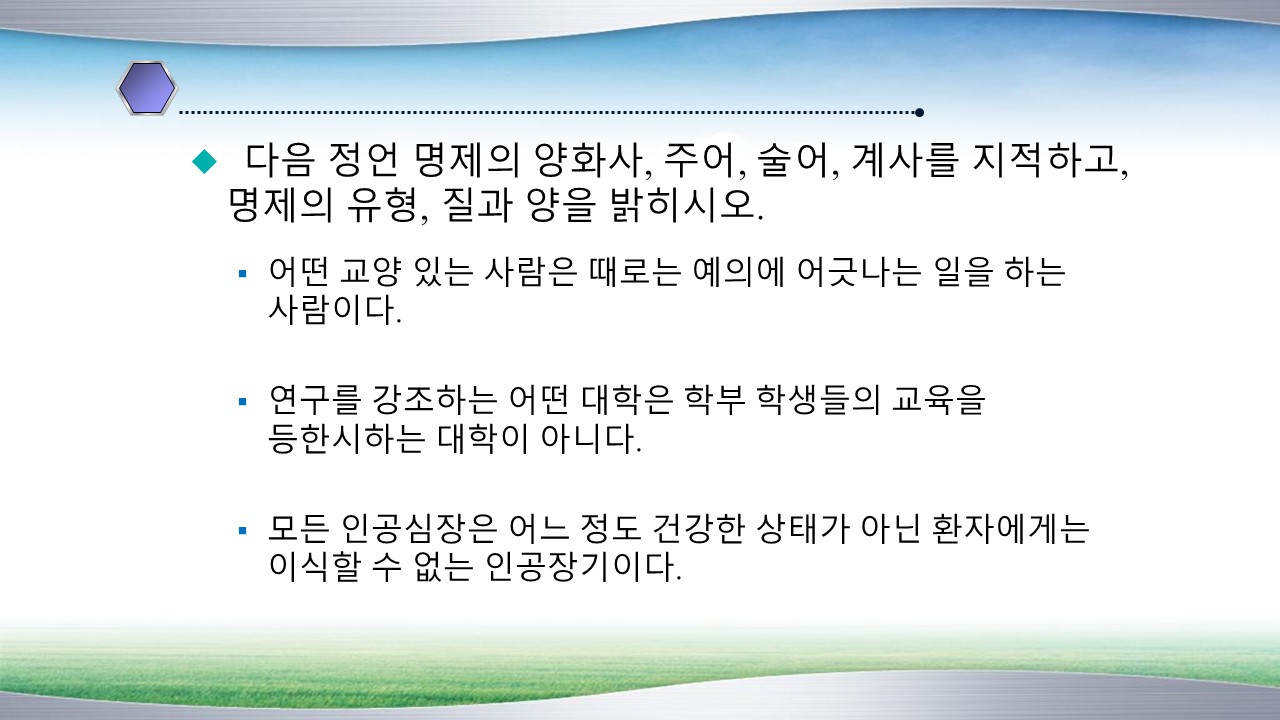 다음 정언 명제의 양화사, 주어, 술어, 계사를 지적하고,
명제의 유형, 질과 양을 밝히시오.
어떤 교양 있는 사람은 때로는 예의에 어긋나는 일을 하는
사람이다.
연구를 강조하는 어떤 대학은 학부 학생들의 교육을
등한시하는 대학이 아니다.
모든 인공심장은 어느 정도 건강한 상태가 아닌 환자에게는
이식할 수 없는 인공장기이다.